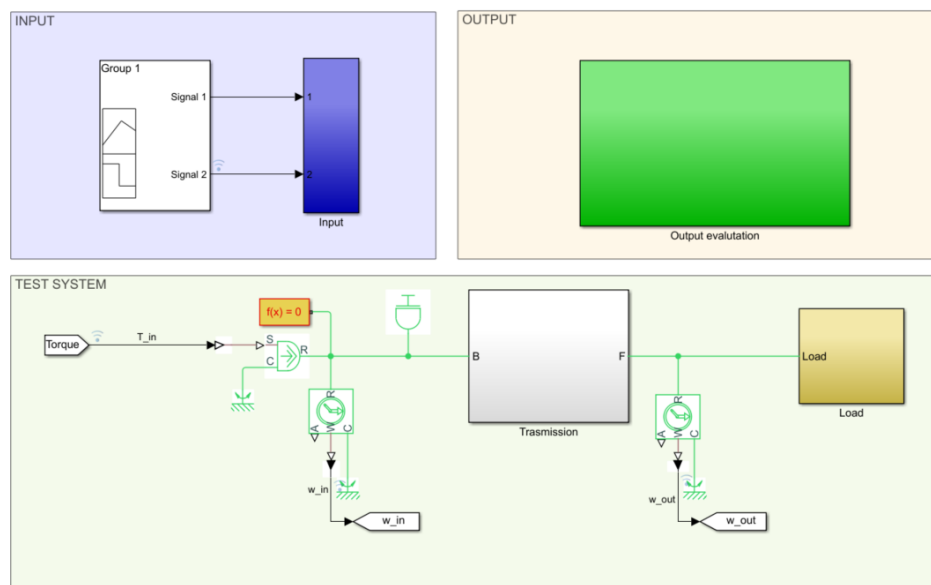 INPUT
Group 1
Signal 1
Signal 2
1
2
Input
OUTPUT
Output evalutation
TEST SYSTEM
Torque
T_in
f(x) = 0
S
C
R
R
A
W
C
w_in
w_in
B
F
Trasmission
R
A
W
C
w_out
w_out
Load
Load